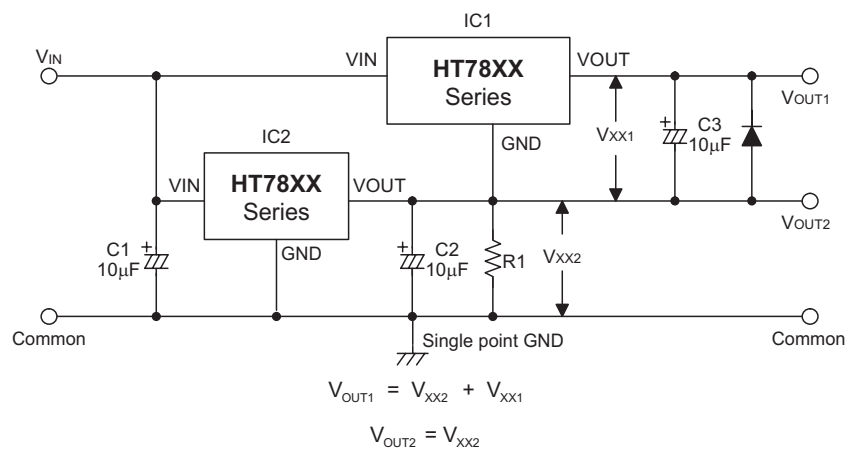 IC1
VIN
VIN
HT78XX
Series
VOUT
VOUT1
GND
VXX1
C3
10µF
IC2
VIN
HT78XX
Series
VOUT
VOUT2
GND
C1
10µF
C2
10µF
R1
VXX2
Common
Single point GND
Common
VOUT1 = VXX2 + VXX1
VOUT2 = VXX2